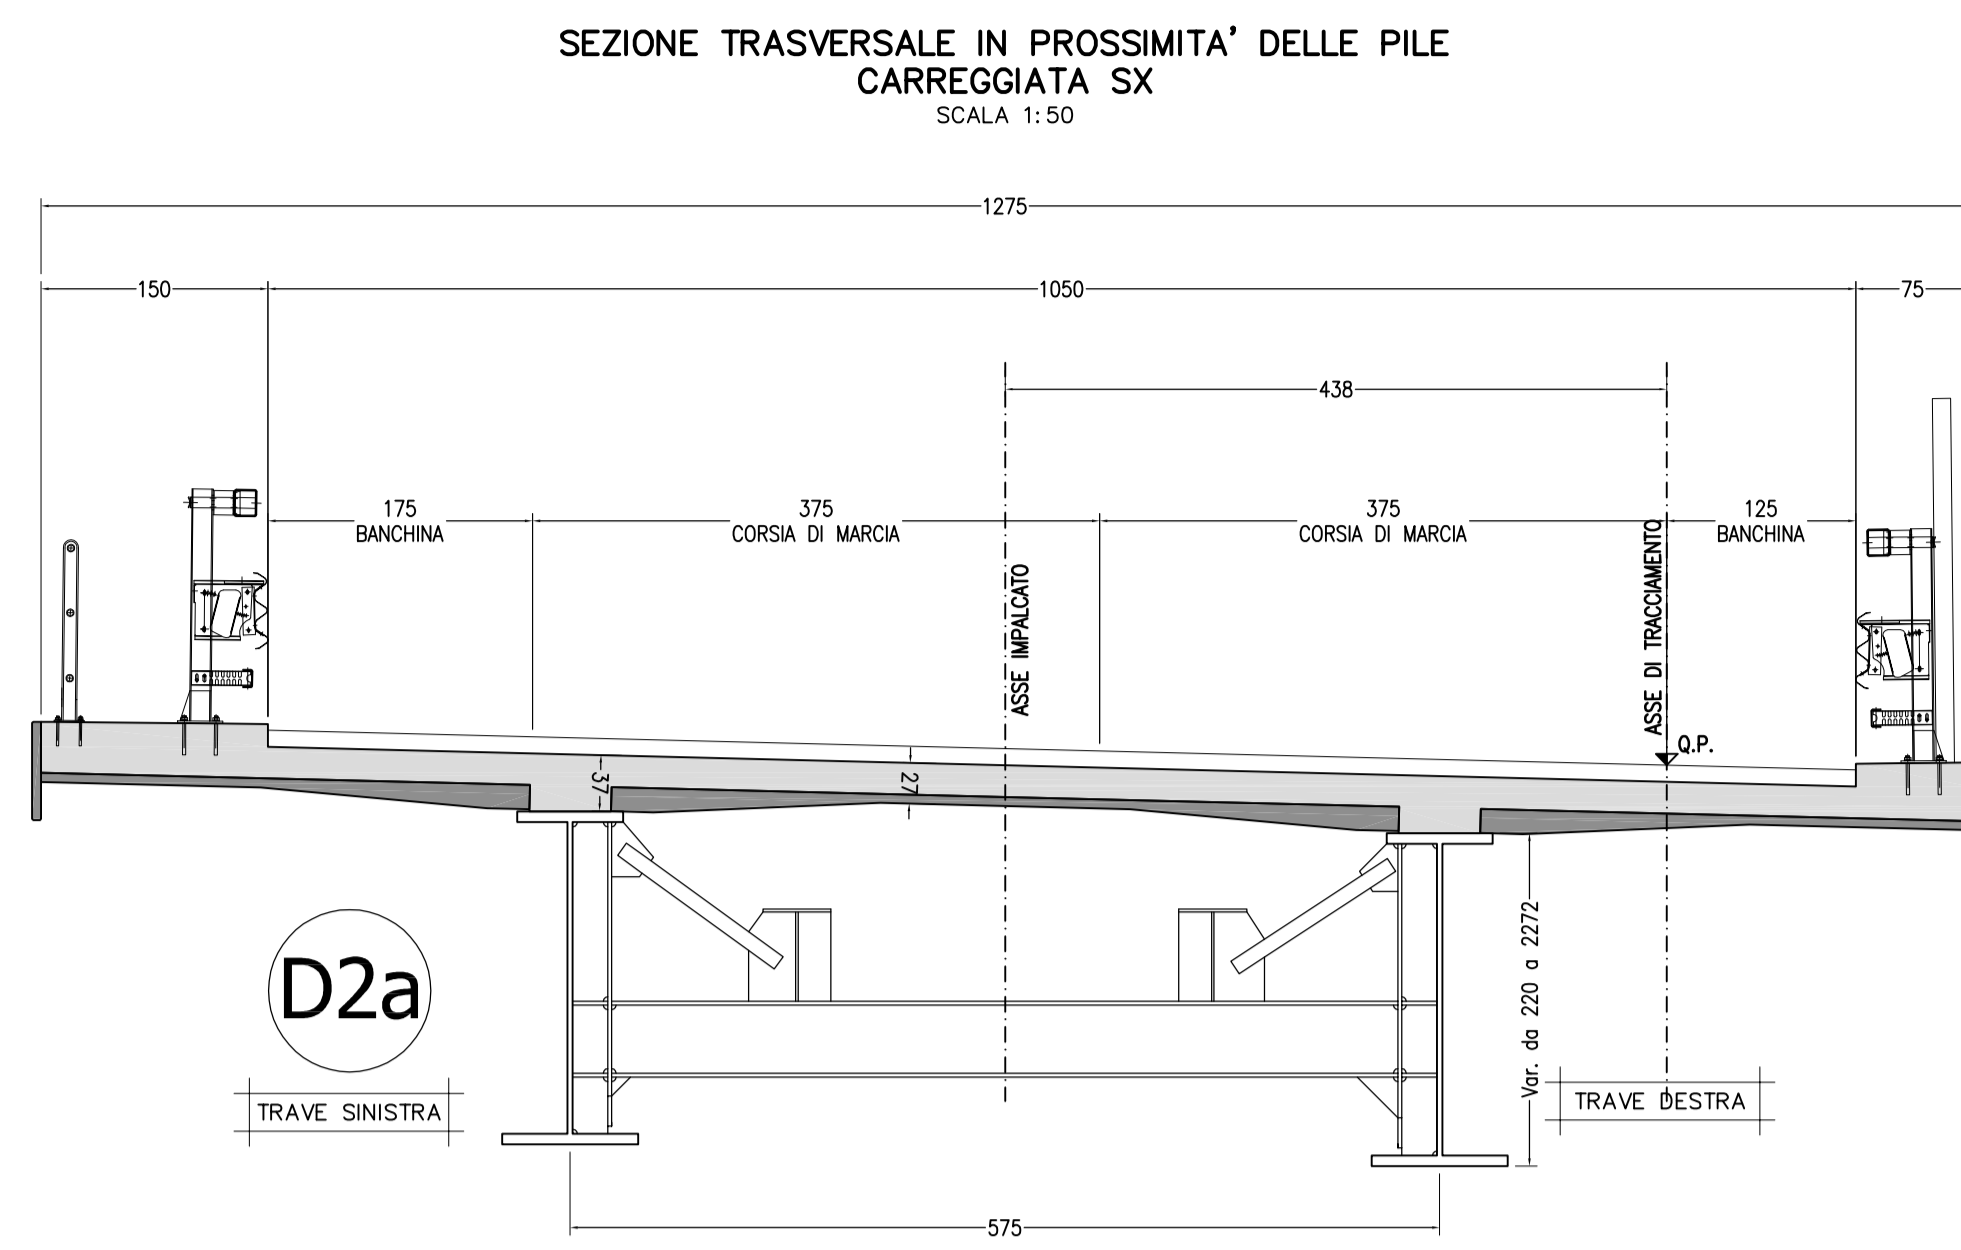 SEZIONE TRASVERSALE IN PROSSIMITA' DELLE PILE
CARREGGIATA SX
SCALA 1:50
1275
150
1050
75
438
175
BANCHINA
375
CORSIA DI MARCIA
375
CORSIA DI MARCIA
125
BANCHINA
ASSE IMPALCATO
ASSE DI TRACCIAMENTO
Q.P.
37
27
D2a
TRAVE SINISTRA
Var. da 220 a 2272
TRAVE DESTRA
575